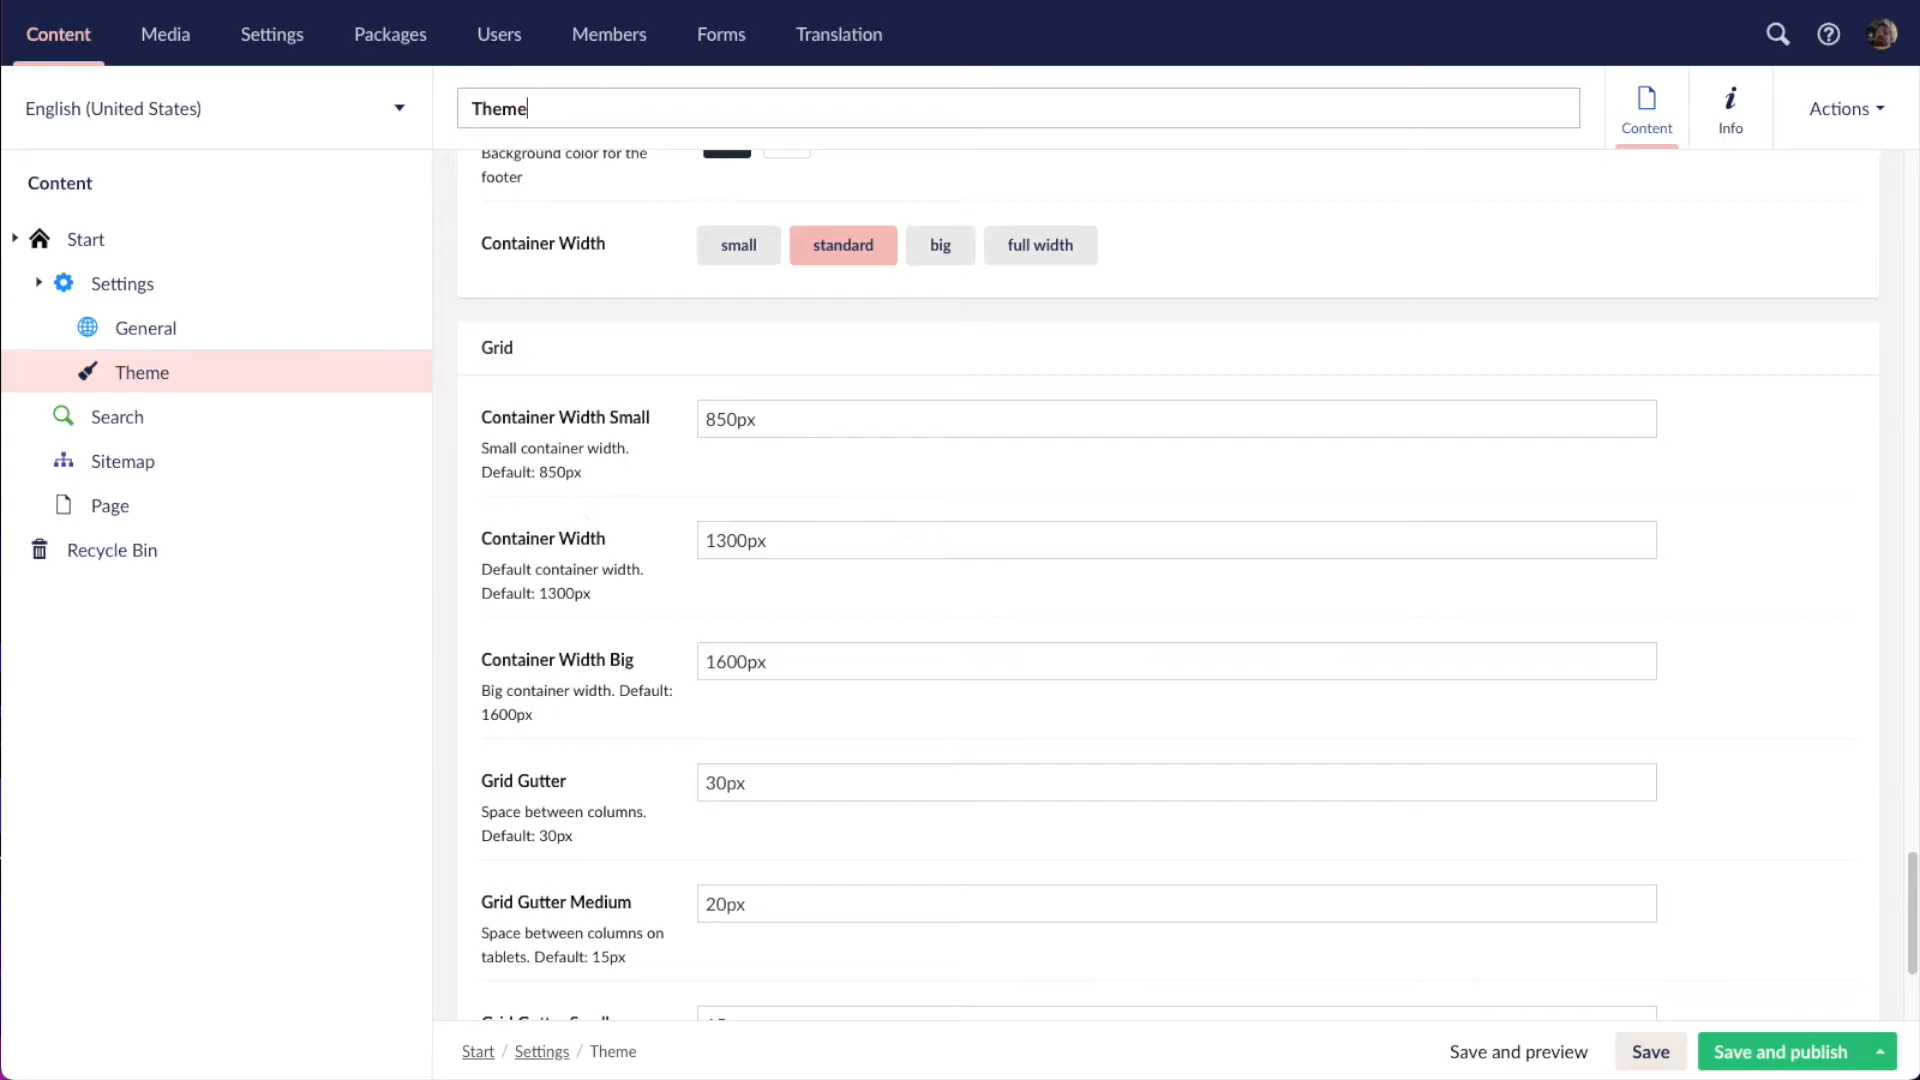 Content Media Settings Packages Users Members Forms Translation
English (United States)
Theme
Content
Info
Actions
Content
Start
Settings
General
Theme
Search
Sitemap
Page
Recycle Bin
Background color for the
footer
Container Width
small standard big full width
Grid
Container Width Small
850px
Small container width.
Default: 850px
Container Width
1300px
Default container width.
Default: 1300px
Container Width Big
1600px
Big container width. Default:
1600px
Grid Gutter
30px
Space between columns.
Default: 30px
Grid Gutter Medium
20px
Space between columns on
tablets. Default: 15px
Start / Settings / Theme
Save and preview
Save
Save and publish